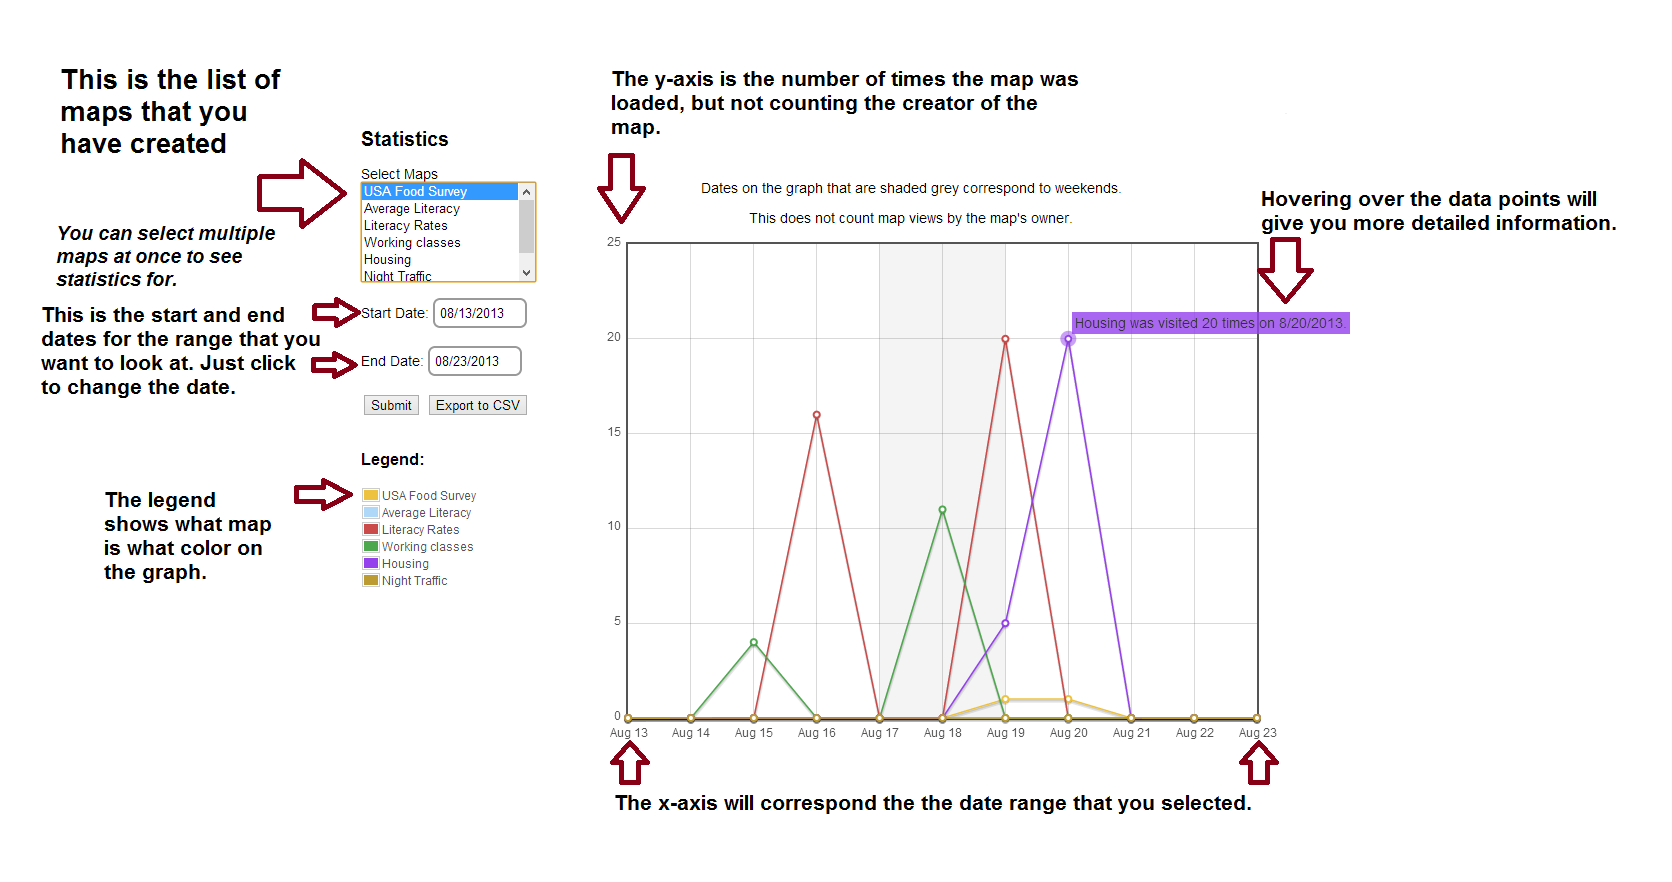 This is the list of
maps that you
have created
You can select multiple
maps at once to see
statistics for.
This is the start and end
dates for the range that you
want to look at. Just click
to change the date.
The legend
shows what map
is what color on
the graph.
Statistics
Select Maps
USA Food Survey
Average Literacy
Literacy Rates
Working classes
Housing
Night Traffic
Start Date: 08/13/2013
End Date: 08/23/2013
Submit Export to CSV
Legend:
USA Food Survey
Average Literacy
Literacy Rates
Working classes
Housing
Night Traffic
The y-axis is the number of times the map was
loaded, but not counting the creator of the
map.
Dates on the graph that are shaded grey correspond to weekends.
This does not count map views by the map's owner.
Hovering over the data points will
give you more detailed information.
Housing was visited 20 times on 8/20/2013.
25
20
15
10
5
0
Aug 13 Aug 14 Aug 15 Aug 16 Aug 17 Aug 18 Aug 19 Aug 20 Aug 21 Aug 22 Aug 23
The x-axis will correspond the the date range that you selected.